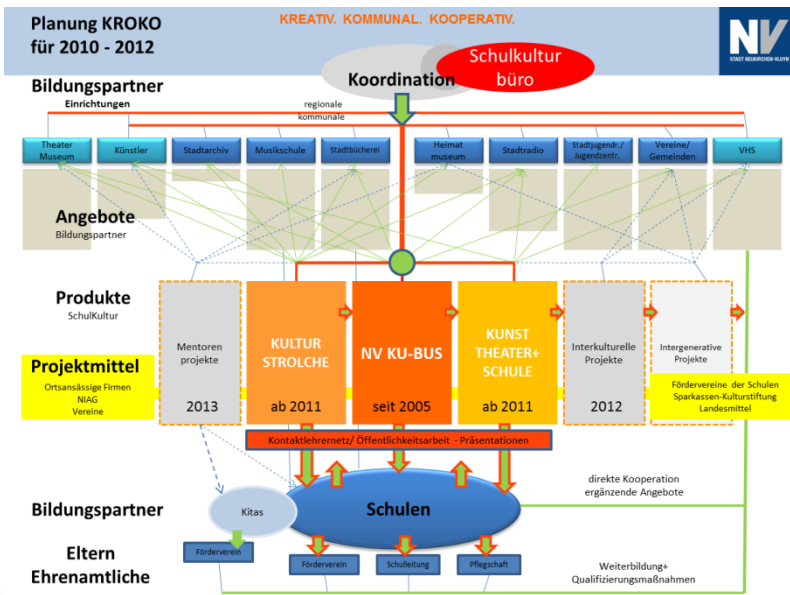 Planung KROKO
für 2010 - 2012
KREATIV. KOMMUNAL. KOOPERATIV.
NV
STADT NEUKIRCHEN-VLUYN
Schulkultur
büro
Koordination
Bildungspartner
Einrichtungen
regionale
kommunale
Theater
Museum
Künstler
Stadtarchiv
Musikschule
Stadtbücherei
Heimat
museum
Stadtradio
Stadtjugendr./
Jugendzentr.
Vereine/
Gemeinden
VHS
Angebote
Bildungspartner
Produkte
SchulKultur
Mentoren
projekte
2013
KULTUR
STROLCHE
ab 2011
NV KU-BUS
seit 2005
KUNST
THEATER+
SCHULE
ab 2011
Interkulturelle
Projekte
2012
Intergenerative
Projekte
Projektmittel
Ortsansässige Firmen
NIAG
Vereine
Fördervereine der Schulen
Sparkassen-Kulturstiftung
Landesmittel
Kontaktlehrernetz/ Öffentlichkeitsarbeit - Präsentationen
direkte Kooperation
ergänzende Angebote
Bildungspartner
Kitas
Schulen
Eltern
Ehrenamtliche
Förderverein
Förderverein
Schulleitung
Pflegschaft
Weiterbildung+
Qualifizierungsmaßnahmen